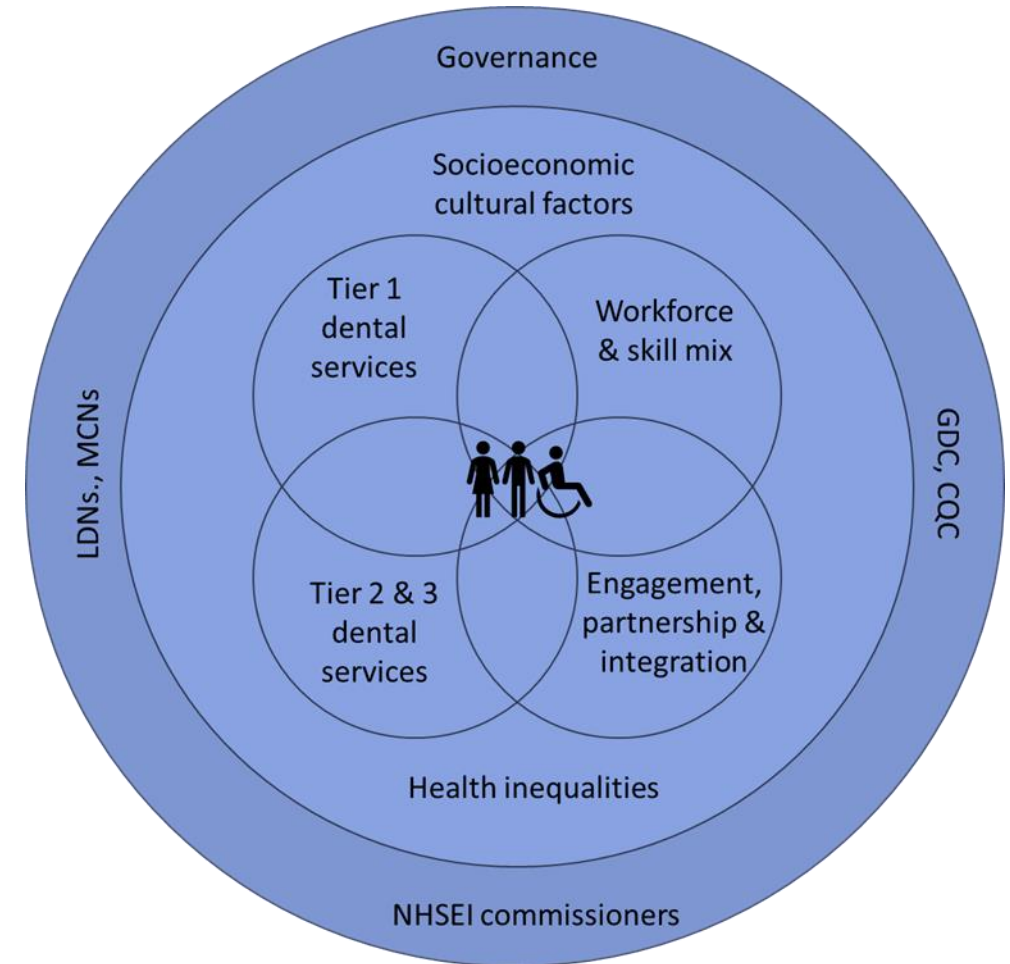 Governance
Socioeconomic
cultural factors
Tier 1
dental
services
Workforce
& skill mix
LDNs., MCNs
GDC, CQC
Tier 2 & 3
dental
services
Engagement,
partnership &
integration
Health inequalities
NHSEI commissioners